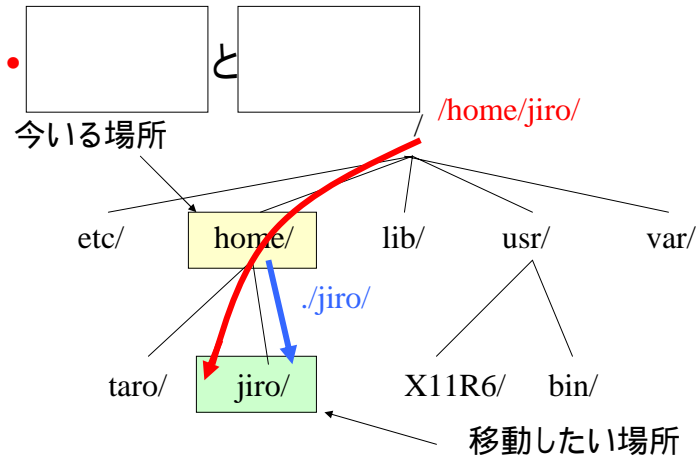 • と
/home/jiro/
今いる場所
/
etc/ home/ lib/ usr/ var/
./jiro/
taro/ jiro/ X11R6/ bin/
移動したい場所